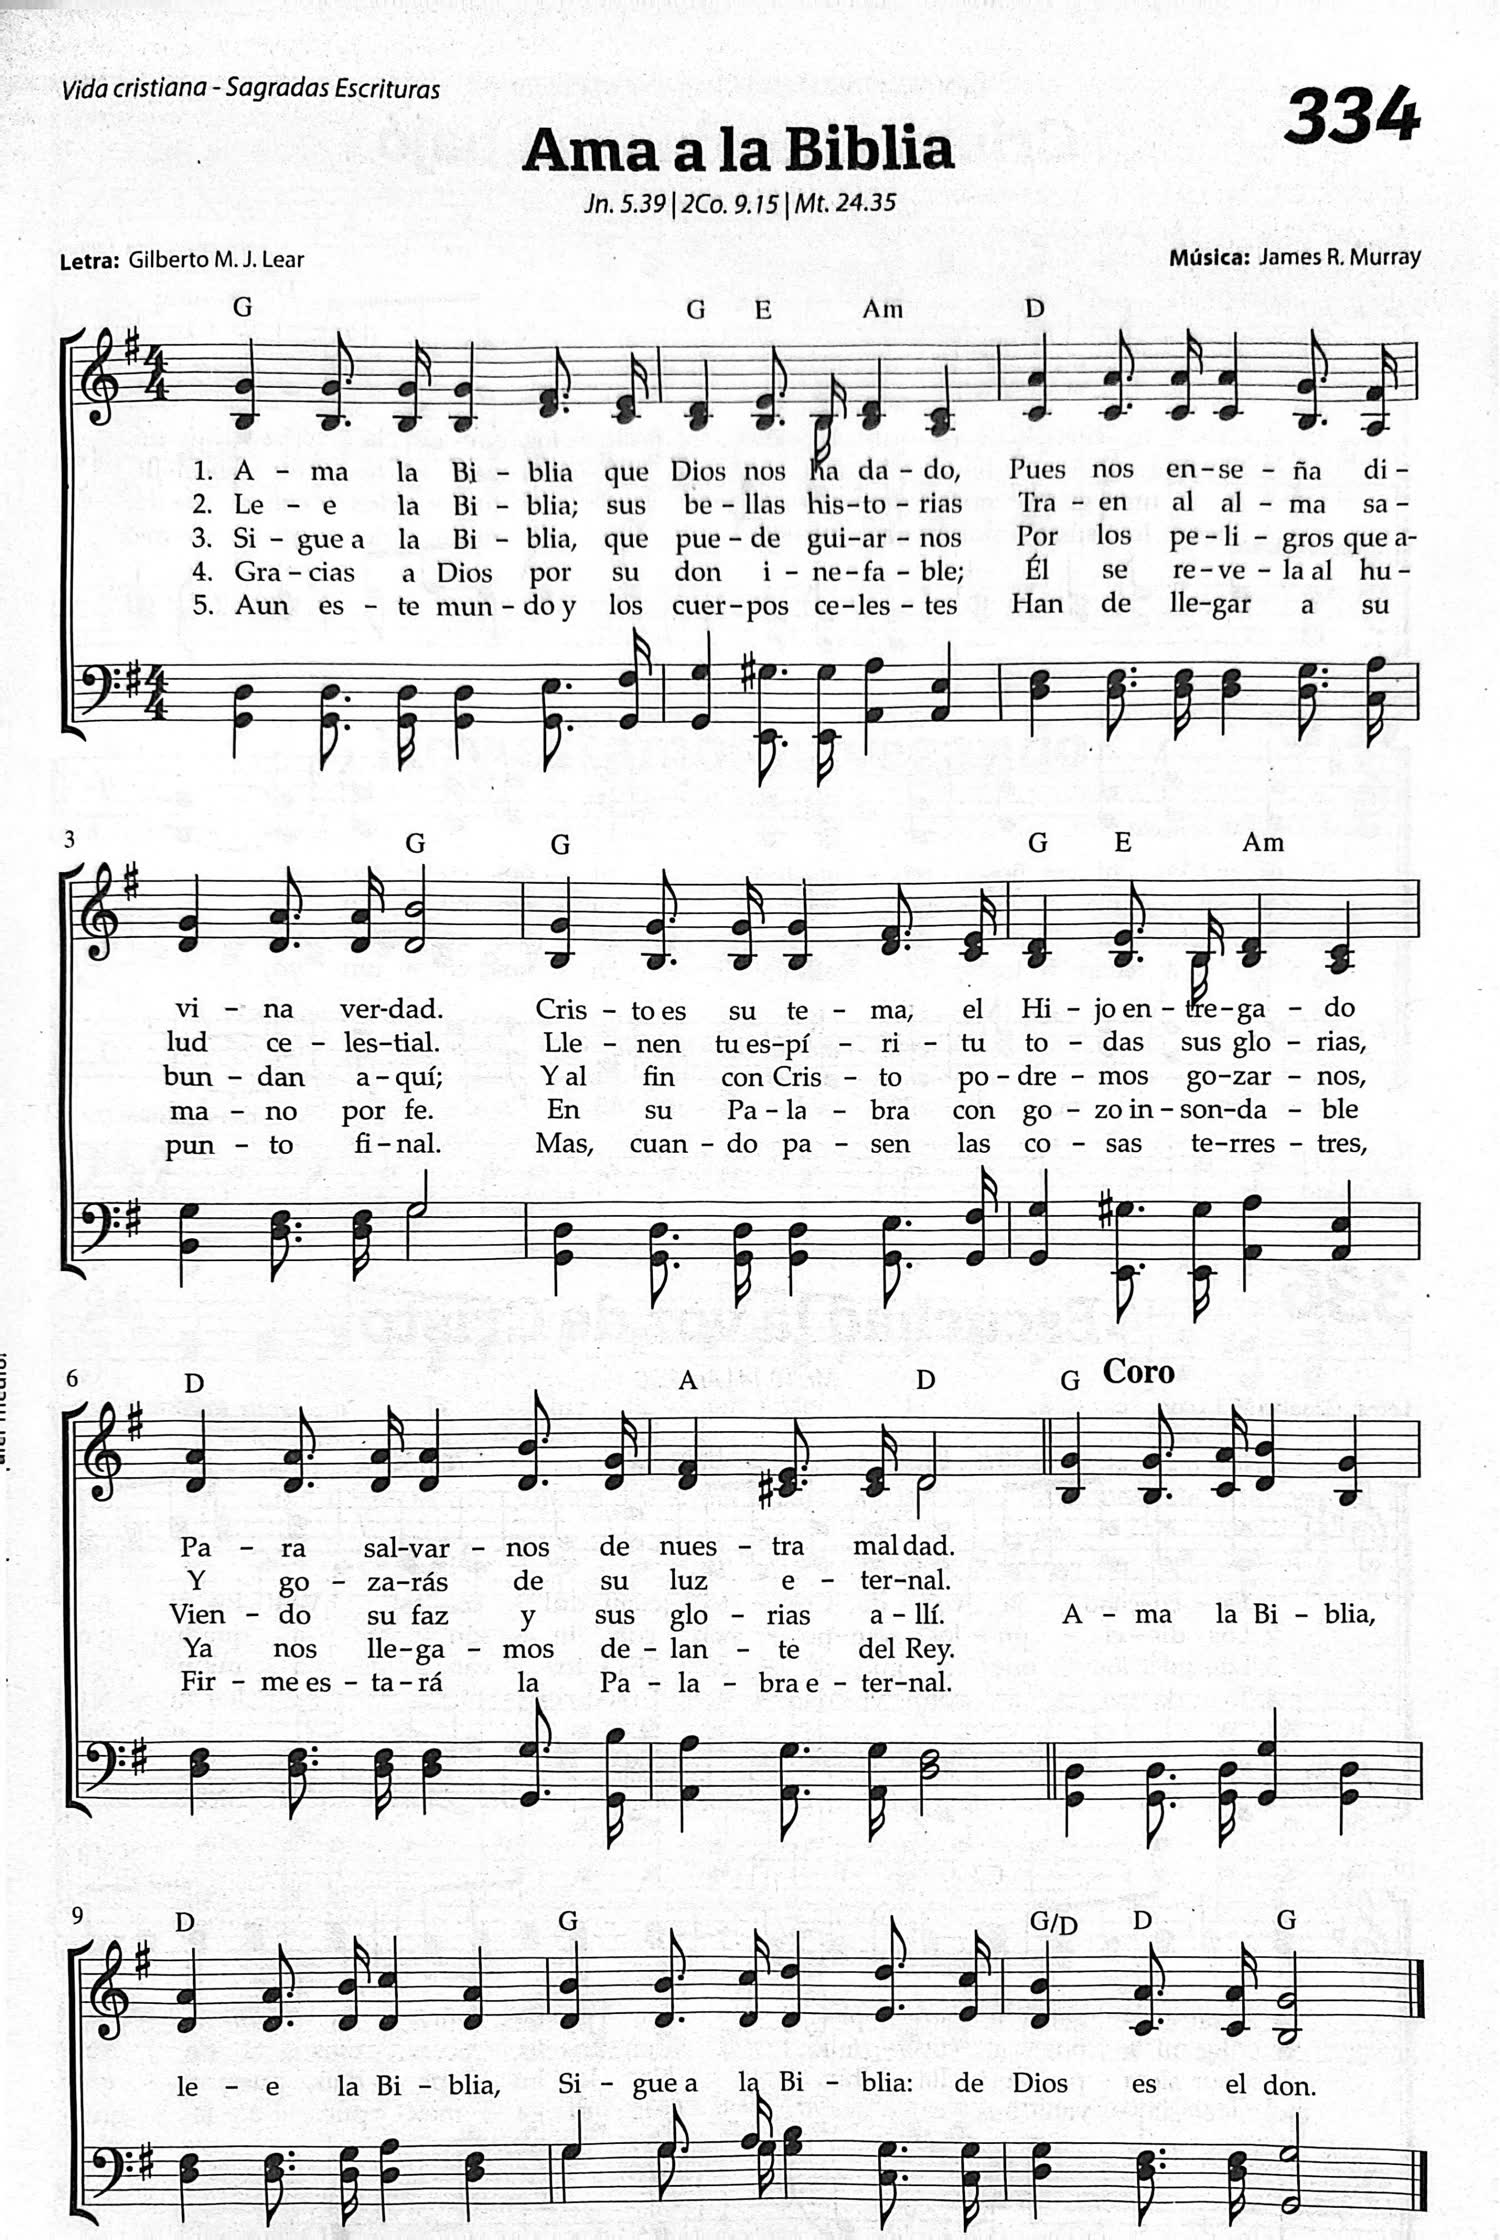 Vida cristiana - Sagradas Escrituras
334
Ama a la Biblia
Jn. 5.39 | 2Co. 9.15 | Mt. 24.35
Letra: Gilberto M. J. Lear
Música: James R. Murray
G G E Am D
1. A – ma la Bi – blia que Dios nos ha da – do, Pues nos en – se – ña di –
2. Le – e la Bi – blia; sus be – llas his – to – rias Tra – en al al – ma sa –
3. Si – gue a la Bi – blia, que pue – de gui – ar – nos Por los pe – li – gros que a-
4. Gra – cias a Dios por su don i – ne – fa – ble; Él se re – ve – la al hu –
5. Aun es – te mun – do y los cuer – pos ce – les – tes Han de lle – gar a su
3 G G G E Am
vi – na ver-dad. Cris – to es su te – ma; el Hi – jo en – tre – ga – do
lud ce – les – tial. Lle – nen tu es – pí – ri – tu to – das sus glo – rias,
bun – dan a – quí; Y al fin con Cris – to po – dre – mos go – zar – nos,
ma – no por fe. En su Pa – la – bra con go – zo in – son – da – ble
pun – to fi – nal. Mas, cuan – do pa – sen las co – sas te – rres – tres,
6 D A D G Coro
Pa – ra sal – var – nos de nues – tra mal dad.
Y go – za – rás de su luz e – ter – nal.
Vien – do su faz y sus glo – rias a – llí. A – ma la Bi – blia,
Ya nos lle – ga – mos de – lan – te del Rey.
Fir – me es – ta – rá la Pa – la – bra e – ter – nal.
9 D G G/D D G
le – e la Bi – blia, Si – gue a la Bi – blia: de Dios es el don.